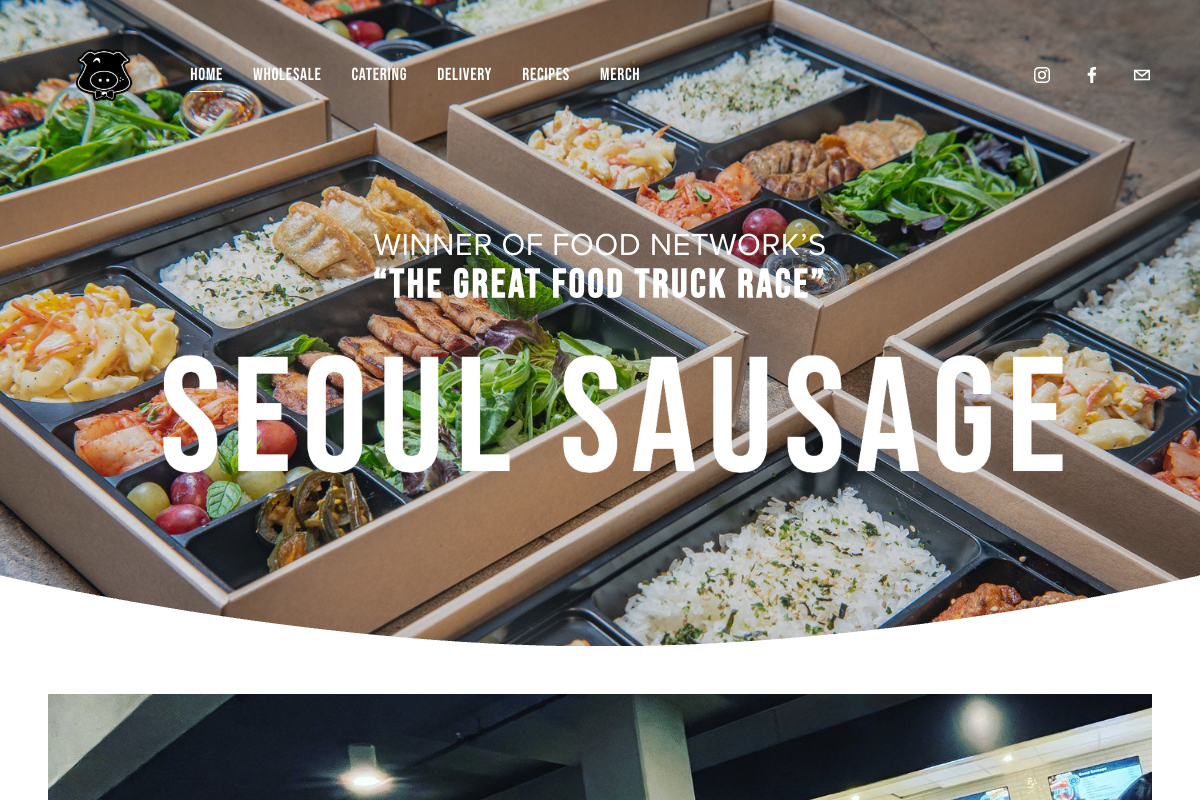 HOME WHOLESALE CATERING DELIVERY RECIPES MERCH
WINNER OF FOOD NETWORK’S
“THE GREAT FOOD TRUCK RACE”
SEOUL SAUSAGE